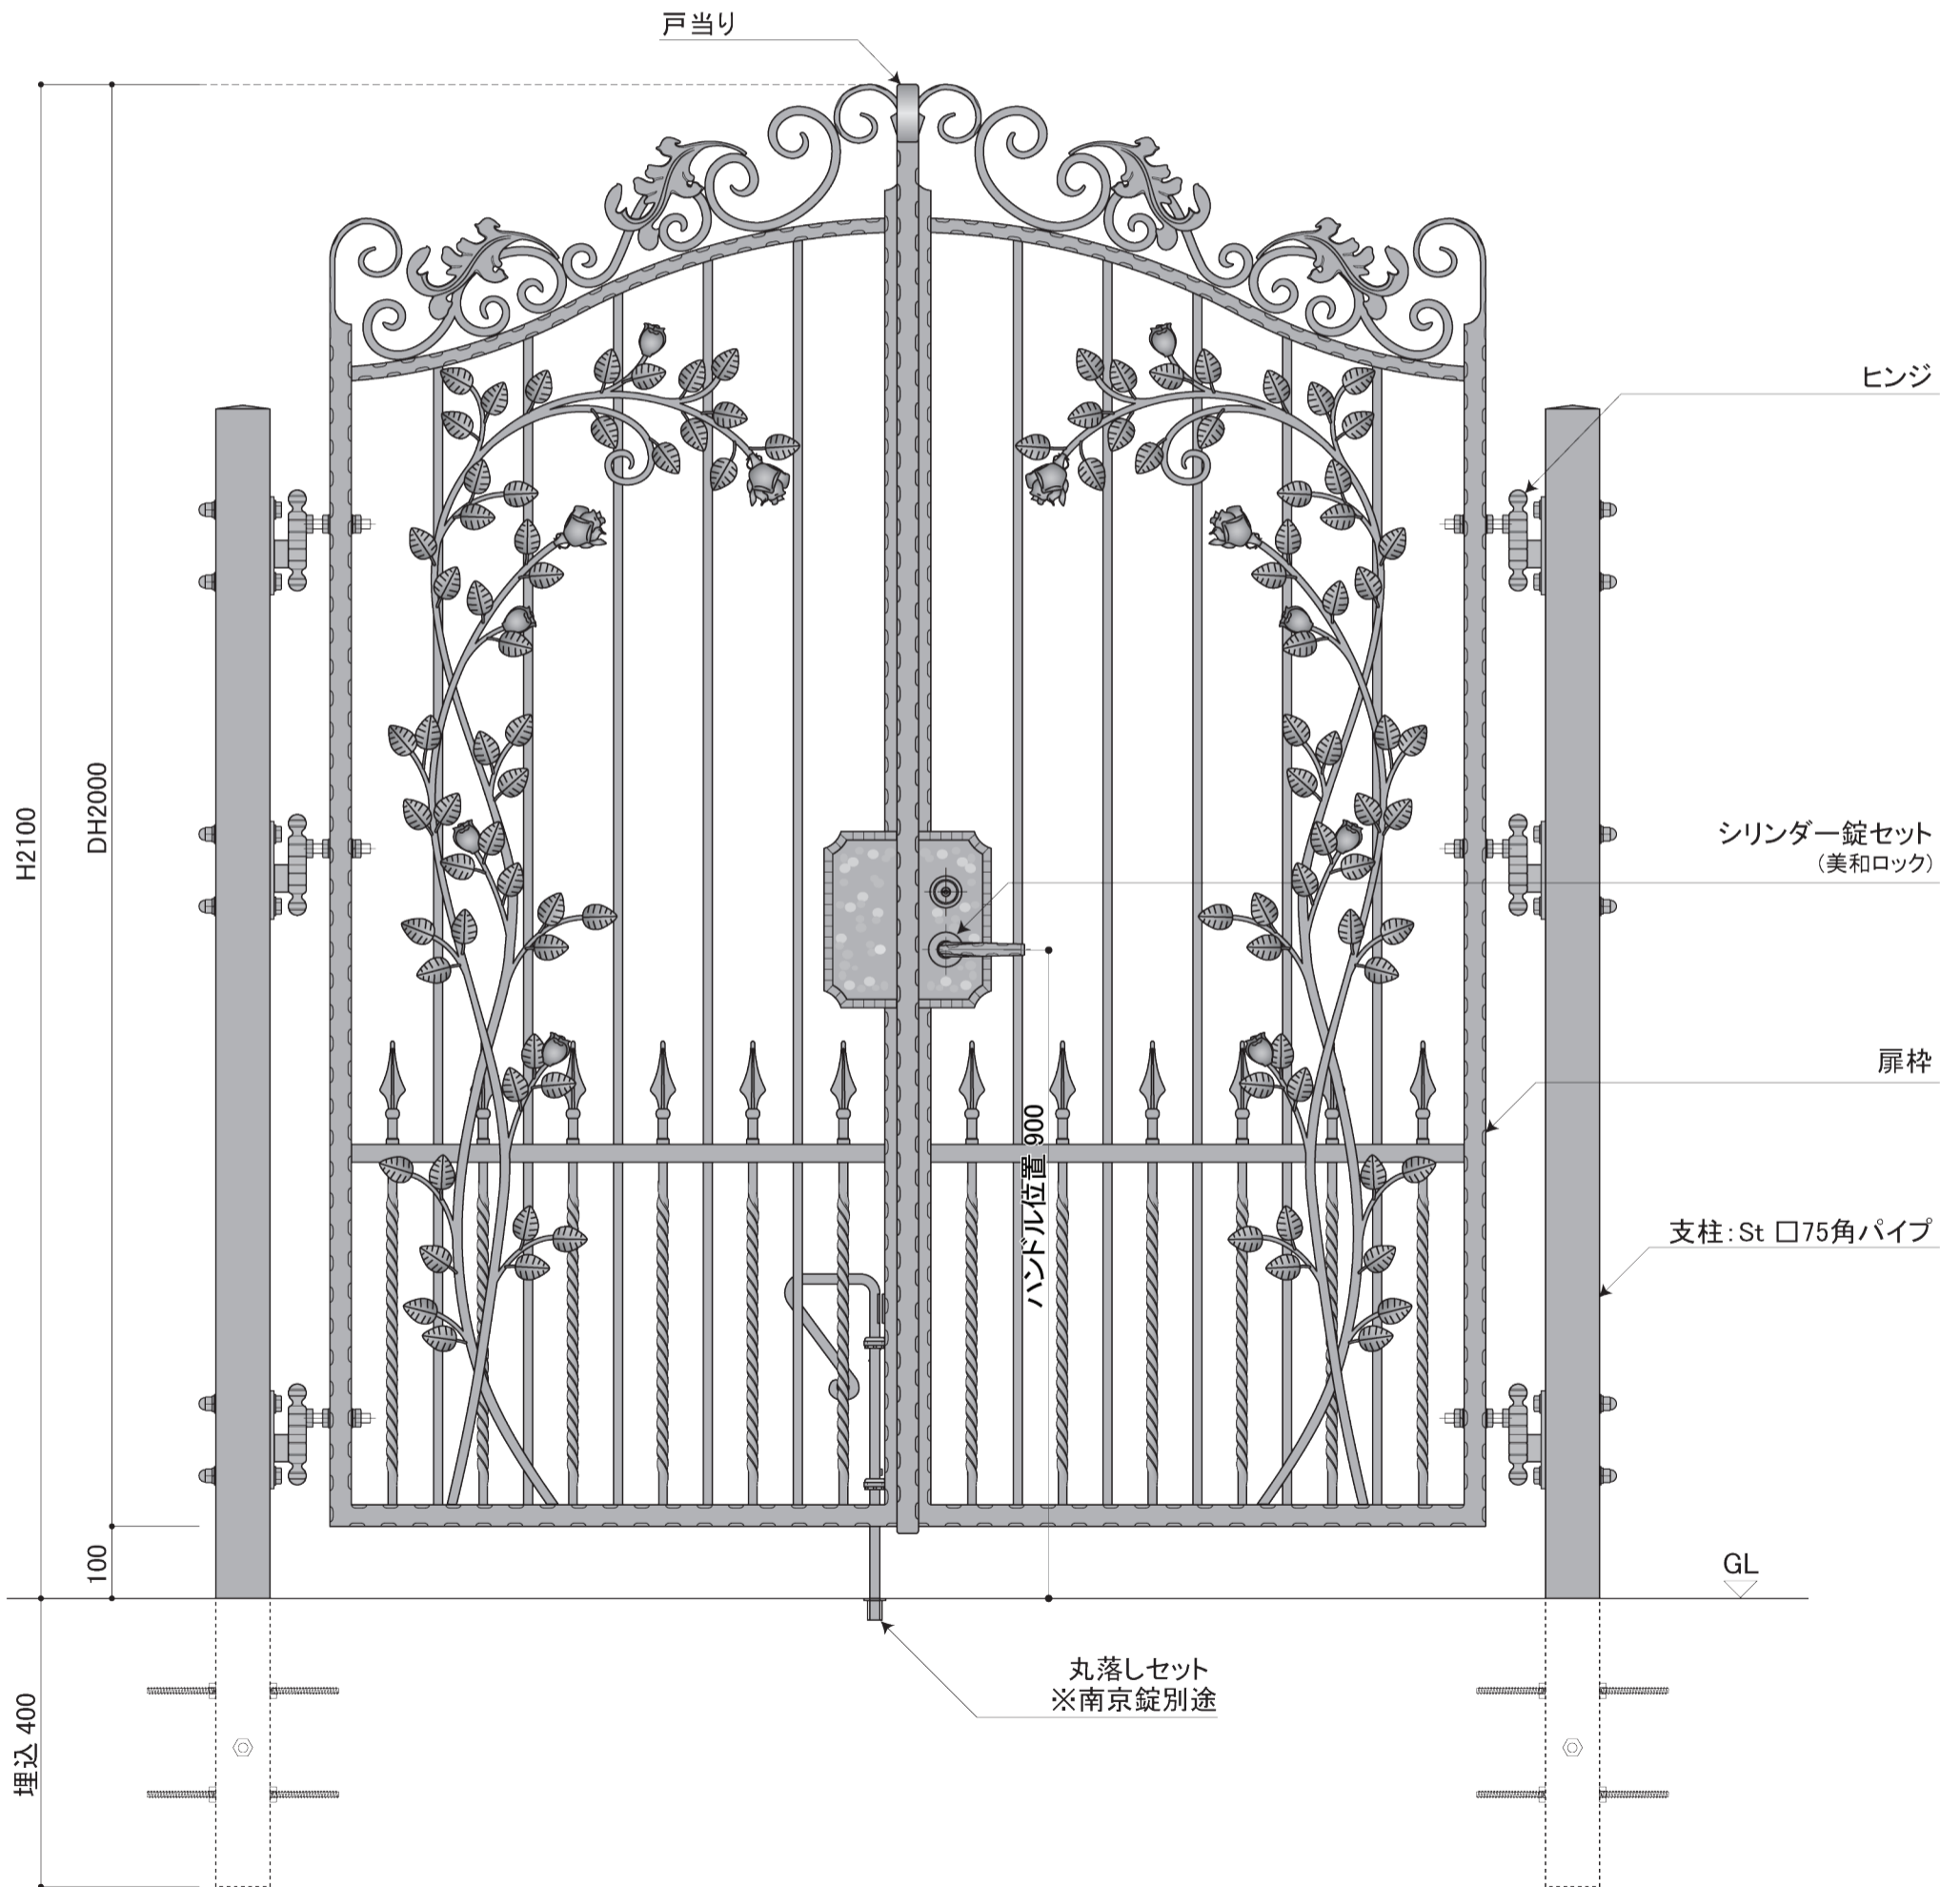 戸当り
ヒンジ
H2100
DH2000
シリンダー錠セット
（美和ロック）
扉枠
ハンドル位置 900
支柱：St 口75角パイプ
100
GL
丸落しセット
※南京錠別途
埋込 400